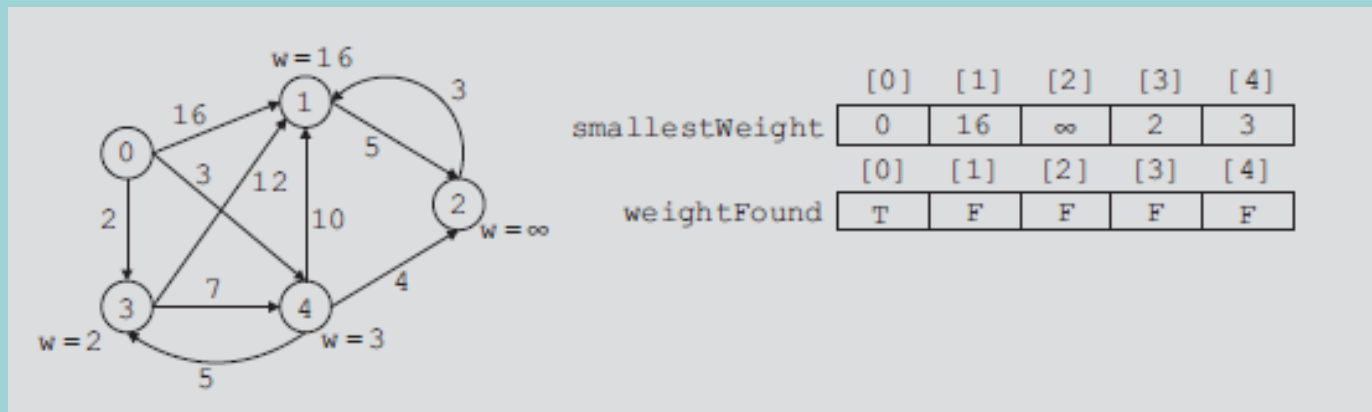 w=16
[0] [1] [2] [3] [4]
16 1 3
smallestWeight 0 16 ∞ 2 3
0 5
[0] [1] [2] [3] [4]
3 12
2 10 2
weightFound T F F F F
w=∞
4
7
3 4
w=2 w=3
5